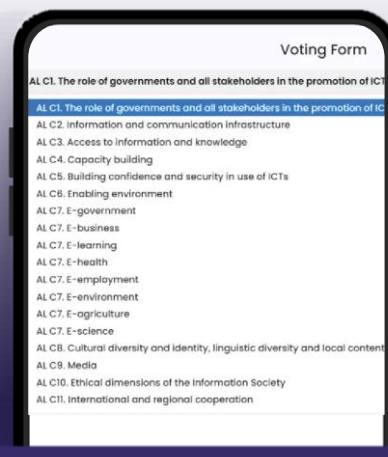 Voting Form
AL C1. The role of governments and all stakeholders in the promotion of ICT
AL C1. The role of governments and all stakeholders in the promotion of IC
AL C2. Information and communication infrastructure
AL C3. Access to information and knowledge
AL C4. Capacity building
AL C5. Building confidence and security in use of ICTs
AL C6. Enabling environment
AL C7. E-government
AL C7. E-business
AL C7. E-learning
AL C7. E-health
AL C7. E-employment
AL C7. E-environment
AL C7. E-agriculture
AL C7. E-science
AL C8. Cultural diversity and identity, linguistic diversity and local content
AL C9. Media
AL C10. Ethical dimensions of the Information Society
AL C11. International and regional cooperation